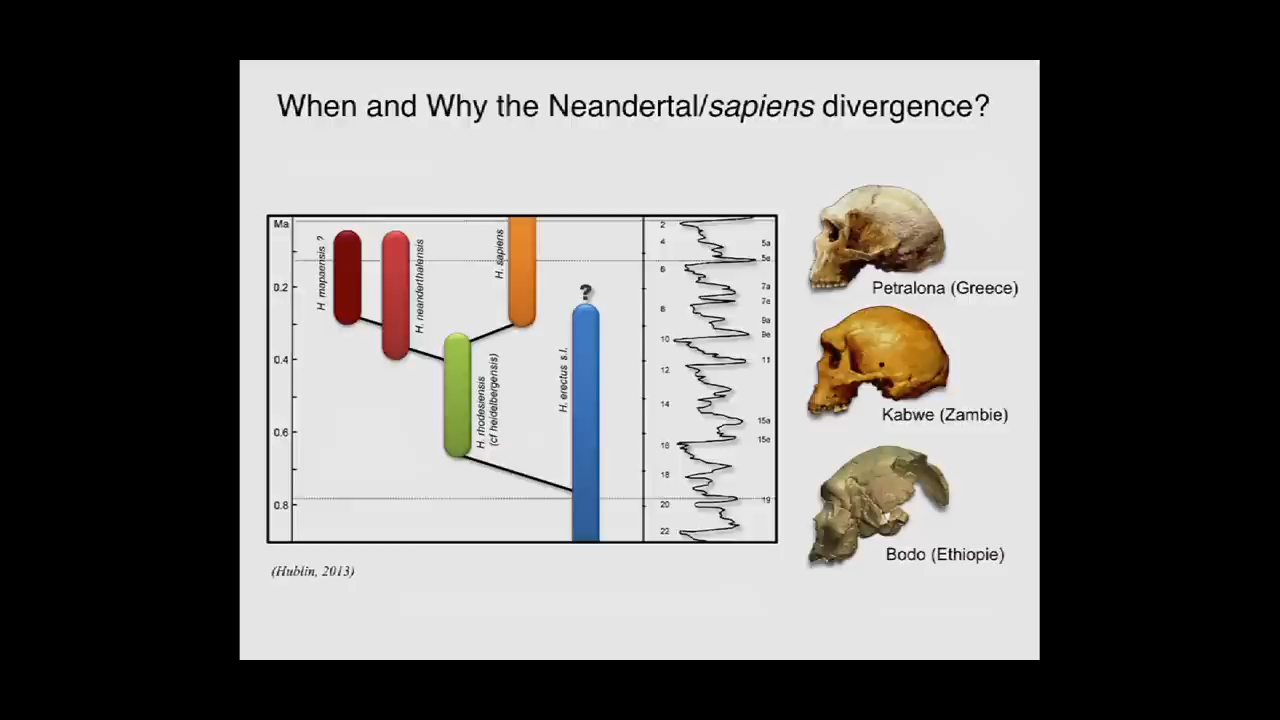 When and Why the Neandertal/sapiens divergence?
Ma
0.2
0.4
0.6
0.8
H mapaensis ?
H. neanderthalensis
H. rhodesiensis
(cf heidelbergensis)
H. sapiens
H. erectus s.l.
?
2
4
6
8
10
12
14
16
18
20
22
5a
5e
7a
7e
9a
9e
11
15a
15e
19
Petralona (Greece)
Kabwe (Zambie)
Bodo (Ethiopie)
(Hublin, 2013)